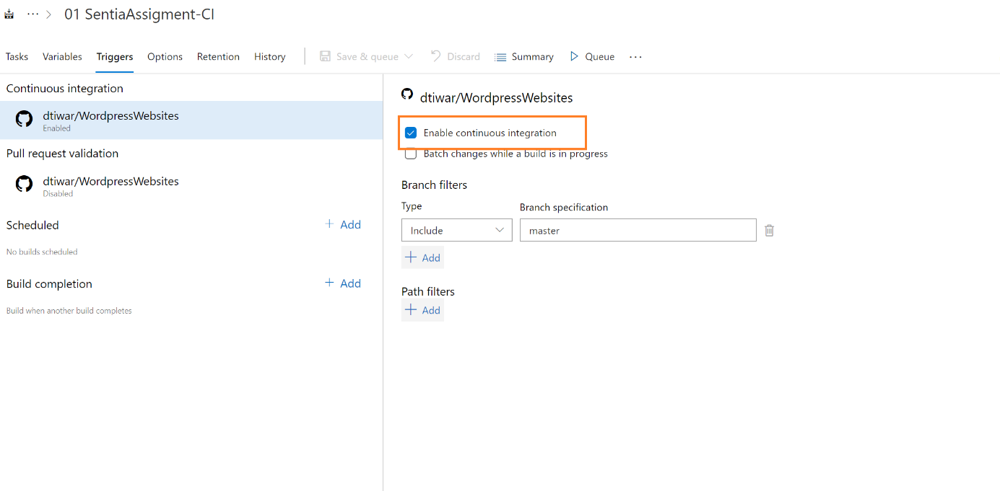 01 SentiaAssigment-CI
Tasks Variables Triggers Options Retention History Save & queue Discard Summary Queue
Continuous integration
dtiwar/WordpressWebsites
Enabled
Pull request validation
dtiwar/WordpressWebsites
Disabled
Scheduled
+ Add
No builds scheduled
Build completion
+ Add
Build when another build completes
dtiwar/WordpressWebsites
Enable continuous integration
Batch changes while a build is in progress
Branch filters
Type Branch specification
Include master
+ Add
Path filters
+ Add